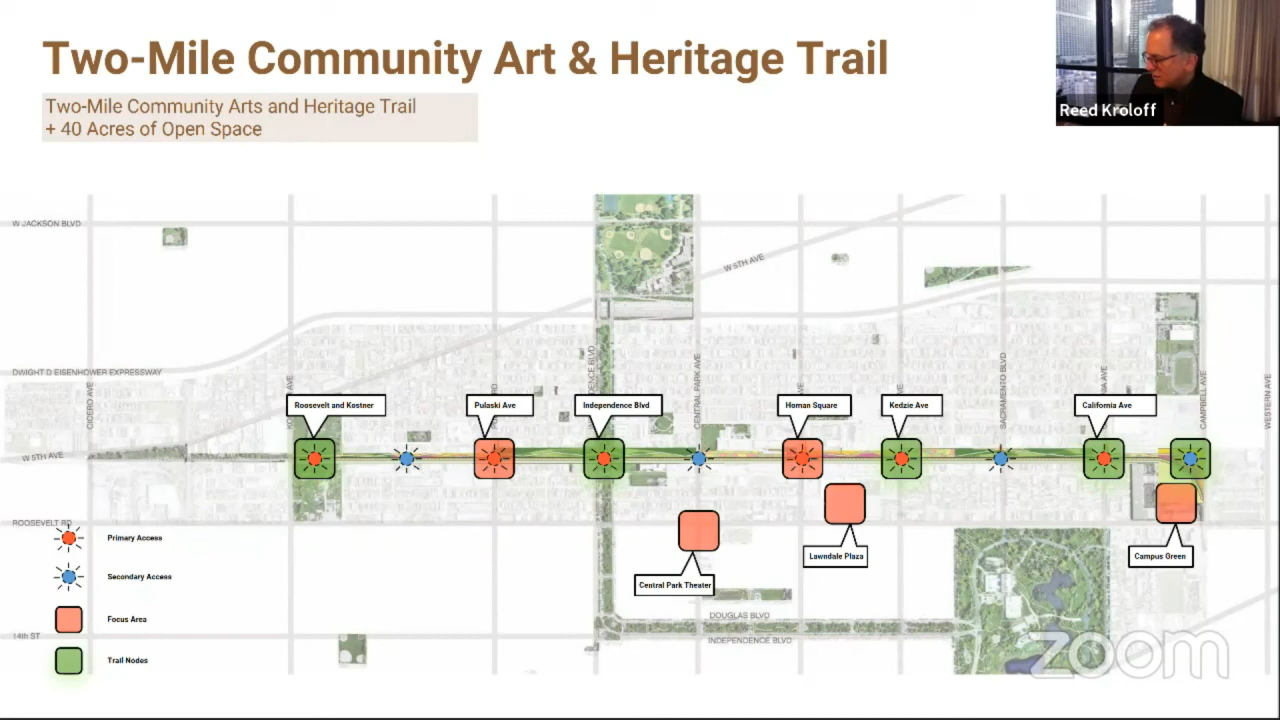 Two-Mile Community Art & Heritage Trail
Two-Mile Community Arts and Heritage Trail
+ 40 Acres of Open Space
Reed Kroloff
W JACKSON BLVD
W 5TH AVE
DWIGHT D EISENHOWER EXPRESSWAY
CICERO AVE
AVE
CENTRAL PARK AVE
SACRAMENTO BLVD
CAMPBELL AVE
WESTERN AVE
Roosevelt and Kostner
Pulaski Ave
Independence Blvd
Homan Square
Kedzie Ave
California Ave
W 5TH AVE
ROOSEVELT RD
Primary Access
Secondary Access
Focus Area
14th ST
Trail Nodes
Central Park Theater
Lawndale Plaza
Campus Green
DOUGLAS BLVD
INDEPENDENCE BLVD
zoom